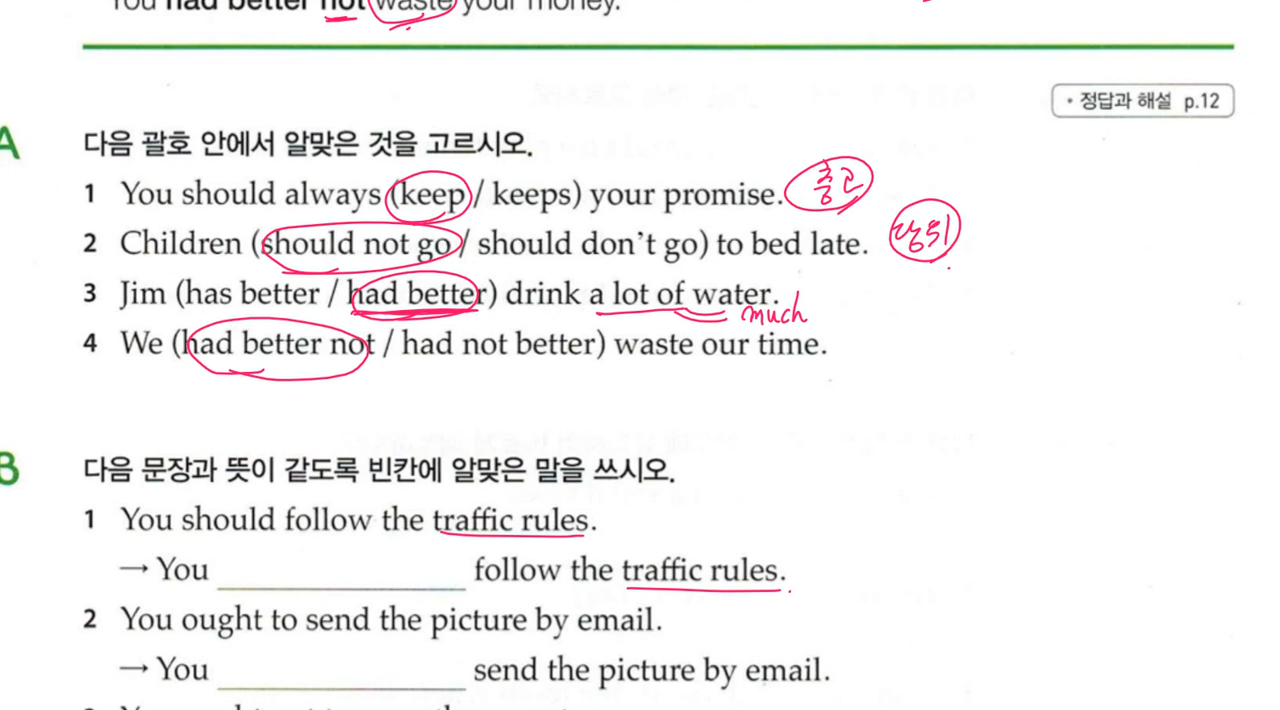 You had better not waste your money.
• 정답과 해설 p.12
A 다음 괄호 안에서 알맞은 것을 고르시오.
1 You should always (keep / keeps) your promise. 충고
2 Children (should not go / should don't go) to bed late. 당위
3 Jim (has better / had better) drink a lot of water.
much
4 We (had better not / had not better) waste our time.
B 다음 문장과 뜻이 같도록 빈칸에 알맞은 말을 쓰시오.
1 You should follow the traffic rules.
→ You ____________ follow the traffic rules.
2 You ought to send the picture by email.
→ You ____________ send the picture by email.